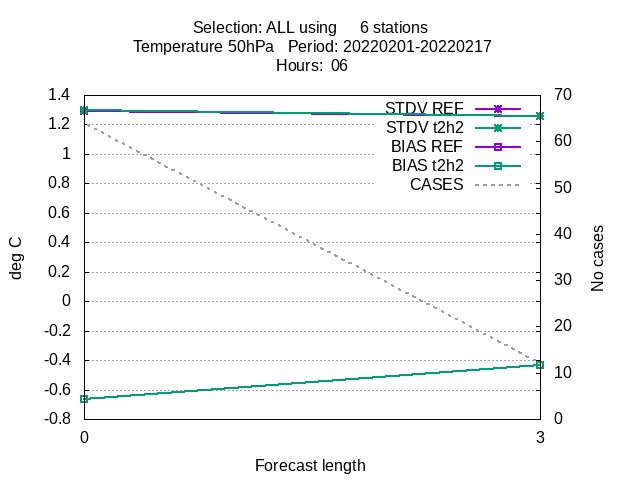 Selection: ALL using     6 stations
Temperature 50hPa   Period: 20220201-20220217
Hours:  06
1.4
1.2
1
0.8
0.6
0.4
0.2
0
-0.2
-0.4
-0.6
-0.8
deg C
STDV REF
STDV t2h2
BIAS REF
BIAS t2h2
CASES
70
60
50
40
30
20
10
0
No cases
0
3
Forecast length